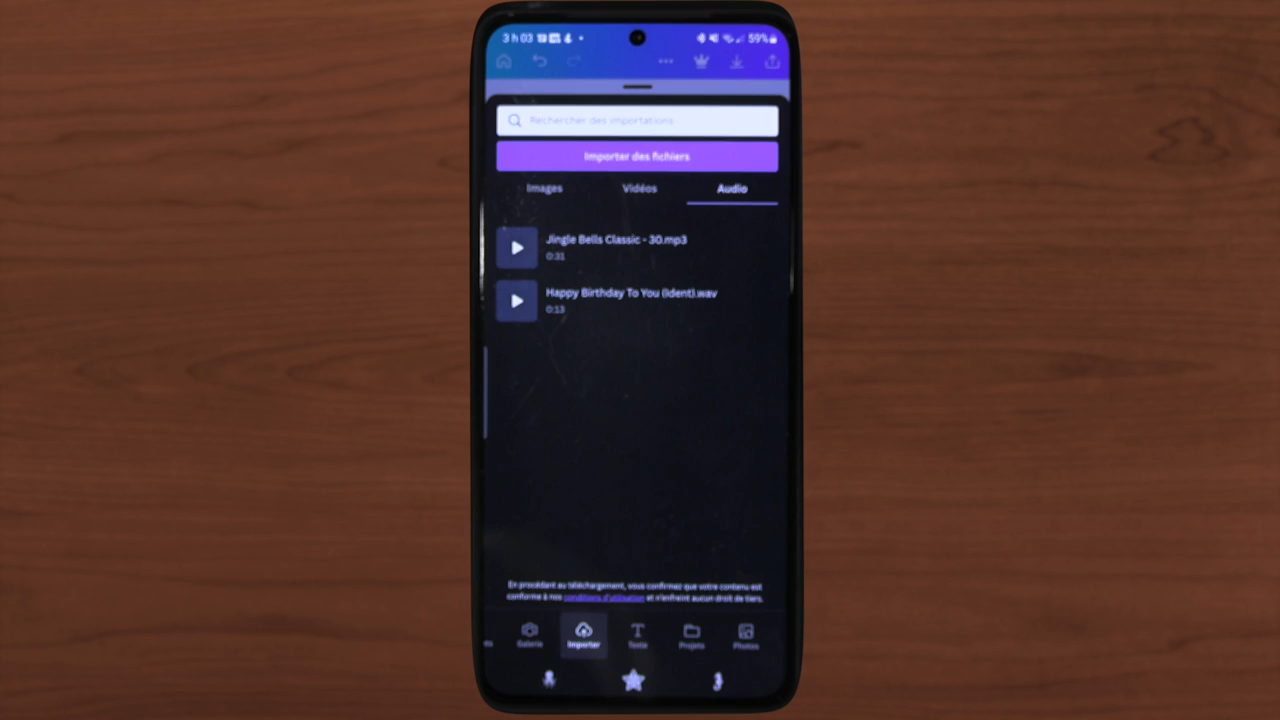 3 h 03
59%
Rechercher des importations
Importer des fichiers
Images Vidéos Audio
Jingle Bells Classic - 30.mp3
0:31
Happy Birthday To You (Ident).wav
0:13
En procédant au téléchargement, vous confirmez que votre contenu est
conforme à nos conditions d'utilisation et n'enfreint aucun droit de tiers.
Galerie Importer Texte Projets Photos